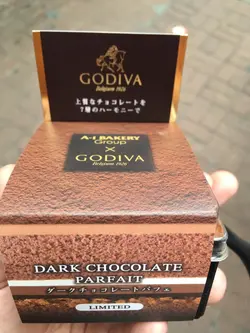 GODIVA
Belgium 1926
上質なチョコレートを
7層のハーモニーで
A-1 BAKERY
Group
×
GODIVA
Belgium 1926
DARK CHOCOLATE
PARFAIT
ダークチョコレートパフェ
LIMITED